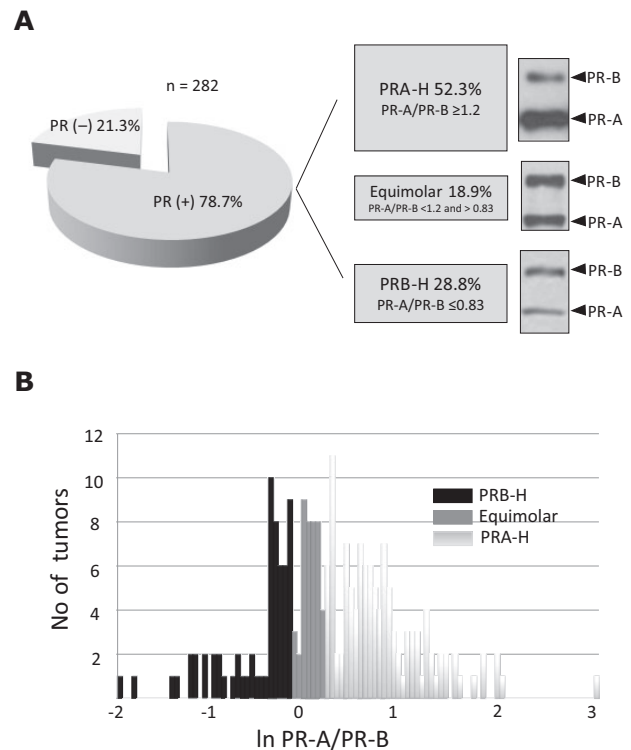 A
n = 282
PR (–) 21.3%
PR (+) 78.7%
PRA-H 52.3%
PR-A/PR-B ≥1.2
PR-B
PR-A
Equimolar 18.9%
PR-A/PR-B <1.2 and > 0.83
PR-B
PR-A
PRB-H 28.8%
PR-A/PR-B ≤0.83
PR-B
PR-A
B
No of tumors
12
10
8
6
4
2
PRB-H
Equimolar
PRA-H
-2 -1 0 1 2 3
ln PR-A/PR-B